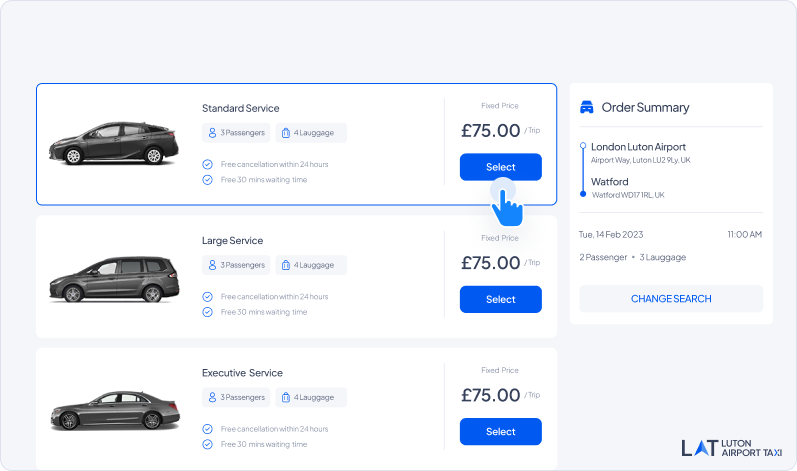 Standard Service
3 Passengers
4 Lauggage
Free cancellation within 24 hours
Free 30 mins waiting time
Fixed Price
£75.00 / Trip
Select
Large Service
3 Passengers
4 Lauggage
Free cancellation within 24 hours
Free 30 mins waiting time
Fixed Price
£75.00 / Trip
Select
Executive Service
3 Passengers
4 Lauggage
Free cancellation within 24 hours
Free 30 mins waiting time
Fixed Price
£75.00 / Trip
Select
Order Summary
London Luton Airport
Airport Way, Luton LU2 9Ly, UK
Watford
Watford WD17 1RL, UK
Tue, 14 Feb 2023
11:00 AM
2 Passenger • 3 Lauggage
CHANGE SEARCH
LAT LUTON
AIRPORT TAXI